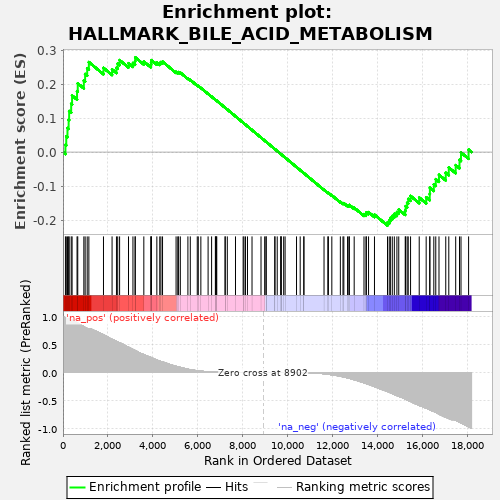 Enrichment plot:
HALLMARK_BILE_ACID_METABOLISM
Enrichment score (ES)
0.3
0.2
0.1
0.0
-0.1
-0.2
Ranked list metric (PreRanked)
1.0
0.5
0.0
-0.5
-1.0
'na_pos' (positively correlated)
Zero cross at 8902
'na_neg' (negatively correlated)
0
2,000
4,000
6,000
8,000
10,000
12,000
14,000
16,000
18,000
Rank in Ordered Dataset
Enrichment profile
Hits
Ranking metric scores